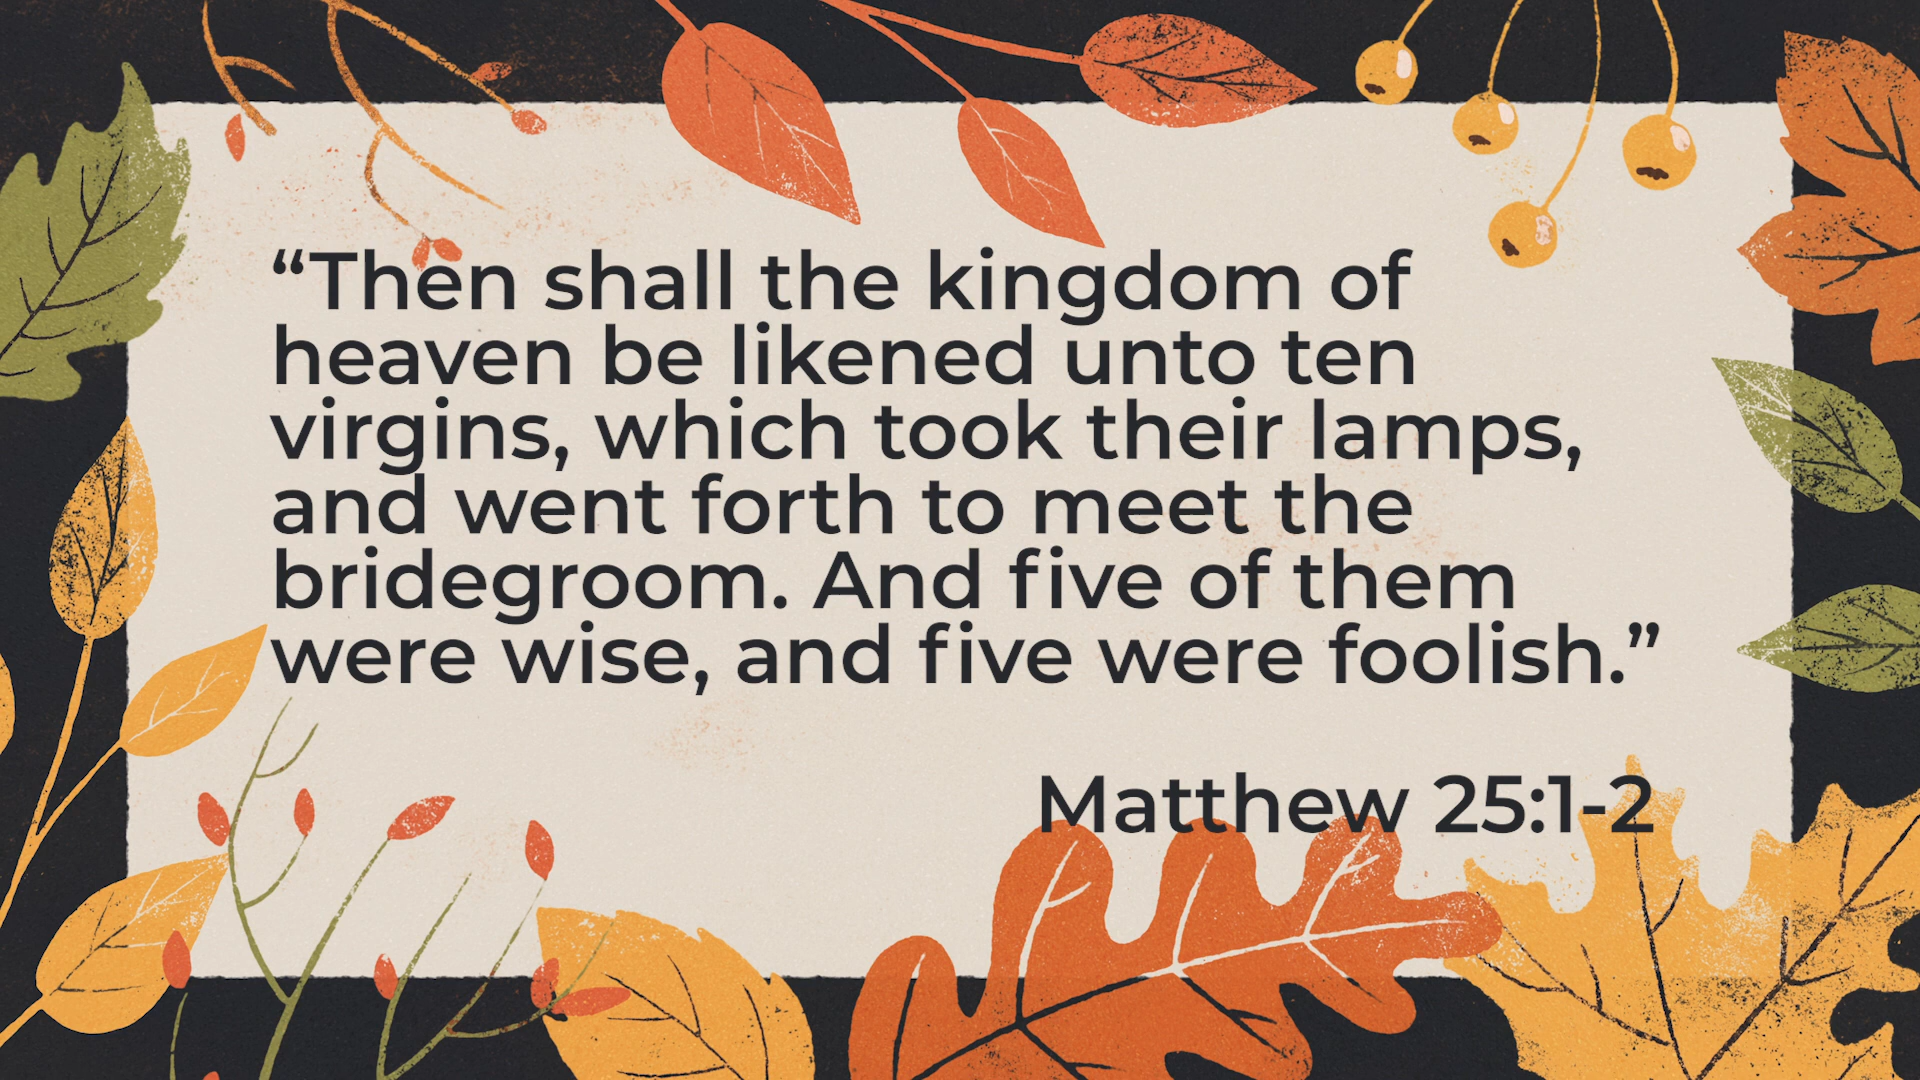 “Then shall the kingdom of
heaven be likened unto ten
virgins, which took their lamps,
and went forth to meet the
bridegroom. And five of them
were wise, and five were foolish.”
Matthew 25:1-2